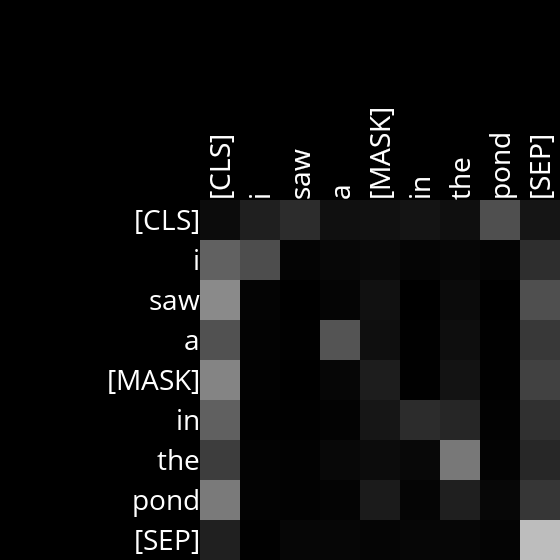 [CLS] i saw a [MASK] in the pond [SEP]
[CLS]
i
saw
a
[MASK]
in
the
pond
[SEP]